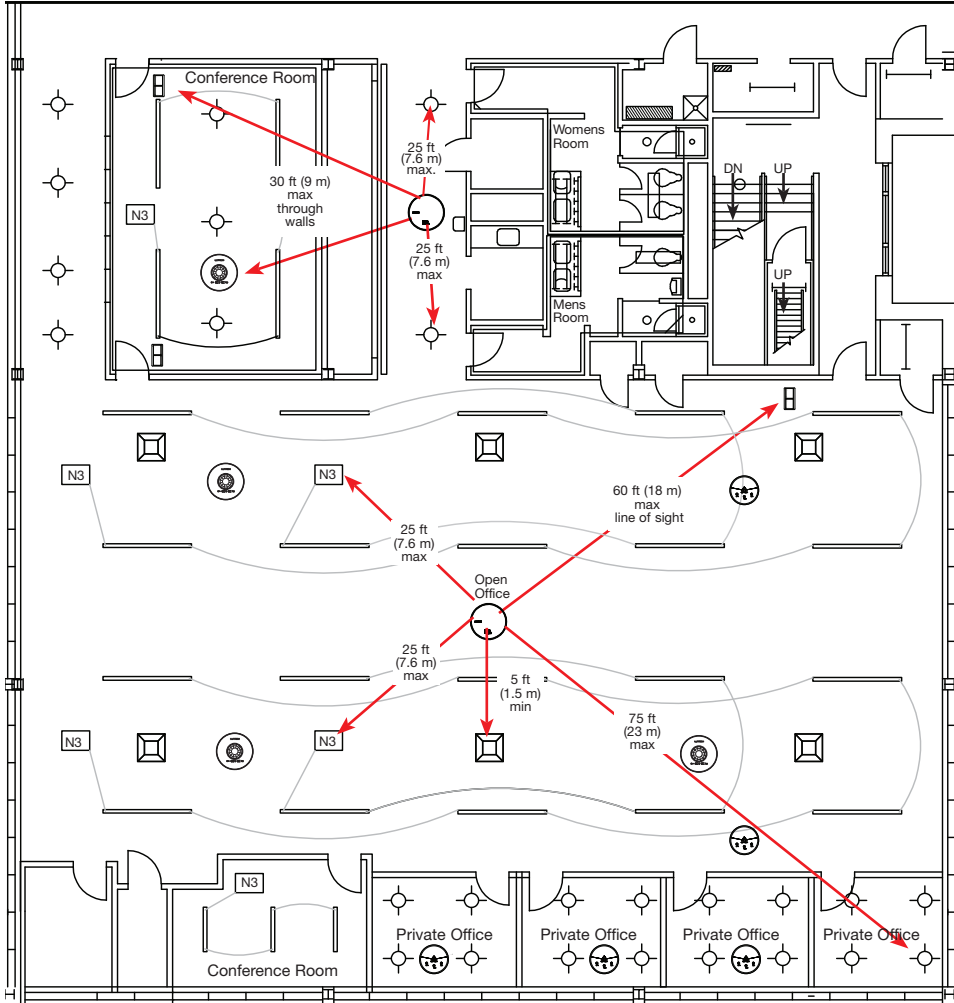 Conference Room
25 ft
(7.6 m)
max.
Womens
Room
30 ft (9 m)
max
through
walls
DN
UP
N3
25 ft
(7.6 m)
max
UP
Mens
Room
N3
N3
60 ft (18 m)
max
line of sight
25 ft
(7.6 m)
max
Open
Office
25 ft
(7.6 m)
max
5 ft
(1.5 m)
min
75 ft
(23 m)
max
N3
N3
N3
Private Office
Private Office
Private Office
Private Office
Conference Room